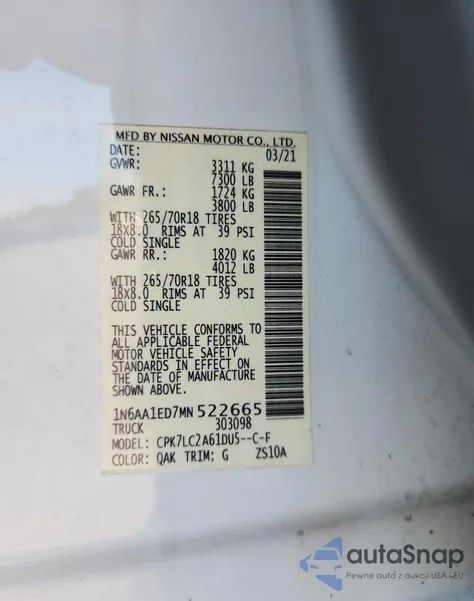 MFD BY NISSAN MOTOR CO., LTD.
DATE: 03/21
GVWR: 3311 KG
7300 LB
GAWR FR.: 1724 KG
3800 LB
WITH 265/70R18 TIRES
18X8.0 RIMS AT 39 PSI
COLD SINGLE
GAWR RR.: 1820 KG
4012 LB
WITH 265/70R18 TIRES
18X8.0 RIMS AT 39 PSI
COLD SINGLE
THIS VEHICLE CONFORMS TO
ALL APPLICABLE FEDERAL
MOTOR VEHICLE SAFETY
STANDARDS IN EFFECT ON
THE DATE OF MANUFACTURE
SHOWN ABOVE.
1N6AA1ED7MN522665
TRUCK 303098
MODEL: CPK7LC2A61DU5--C-F
COLOR: QAK TRIM: G ZS10A
autoSnap
Pewne auto z aukcji USA i EU